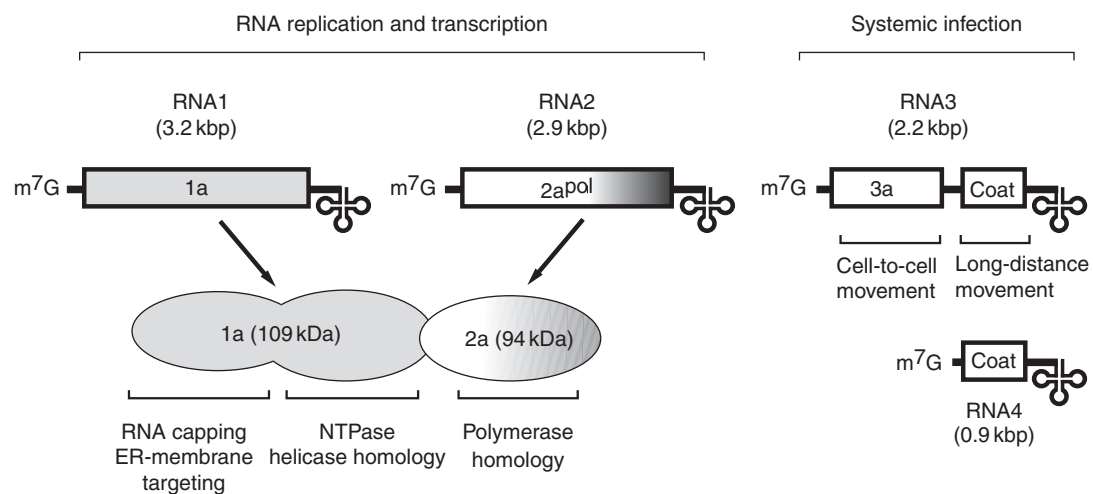 RNA replication and transcription
Systemic infection
RNA1
(3.2 kbp)
RNA2
(2.9 kbp)
RNA3
(2.2 kbp)
m⁷G
1a
m⁷G
2aᵖᵒˡ
m⁷G
3a
Coat
Cell-to-cell
movement
Long-distance
movement
1a (109 kDa)
2a (94 kDa)
m⁷G
Coat
RNA4
(0.9 kbp)
RNA capping
ER-membrane
targeting
NTPase
helicase homology
Polymerase
homology